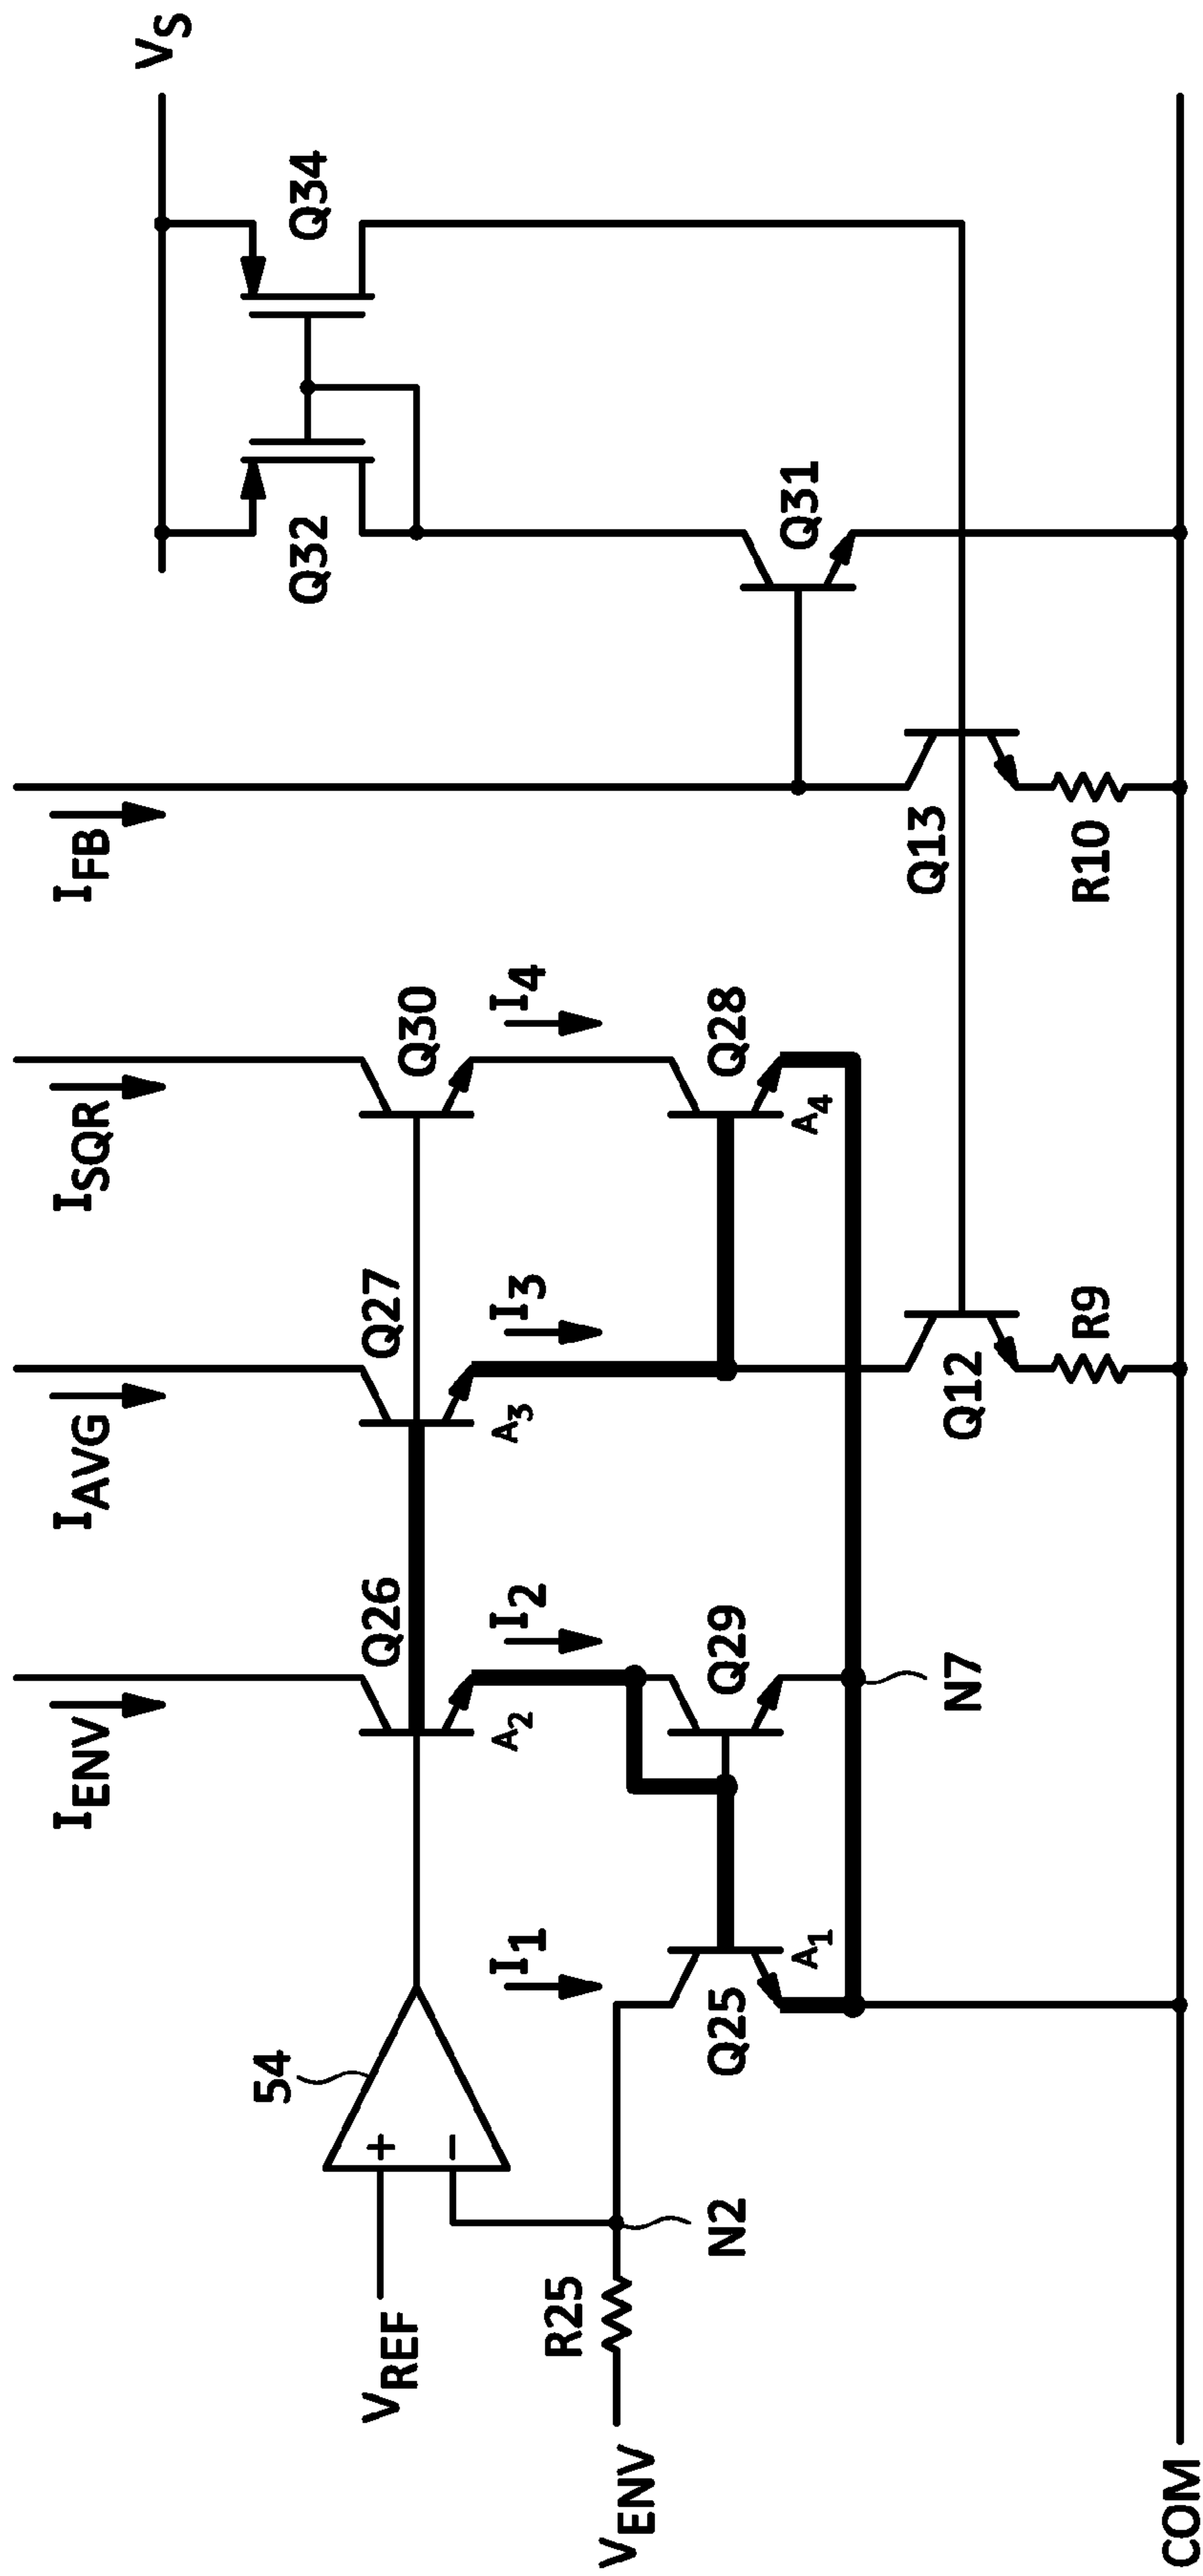 VS
Q34
Q32
Q31
IFB
Q13
R10
ISQR
Q30
I4
Q28
A4
IAVG
Q27
A3
I3
Q12
R9
IENV
Q26
A2
I2
Q29
N7
I1
Q25
A1
54
+
−
VREF
N2
R25
VENV
COM